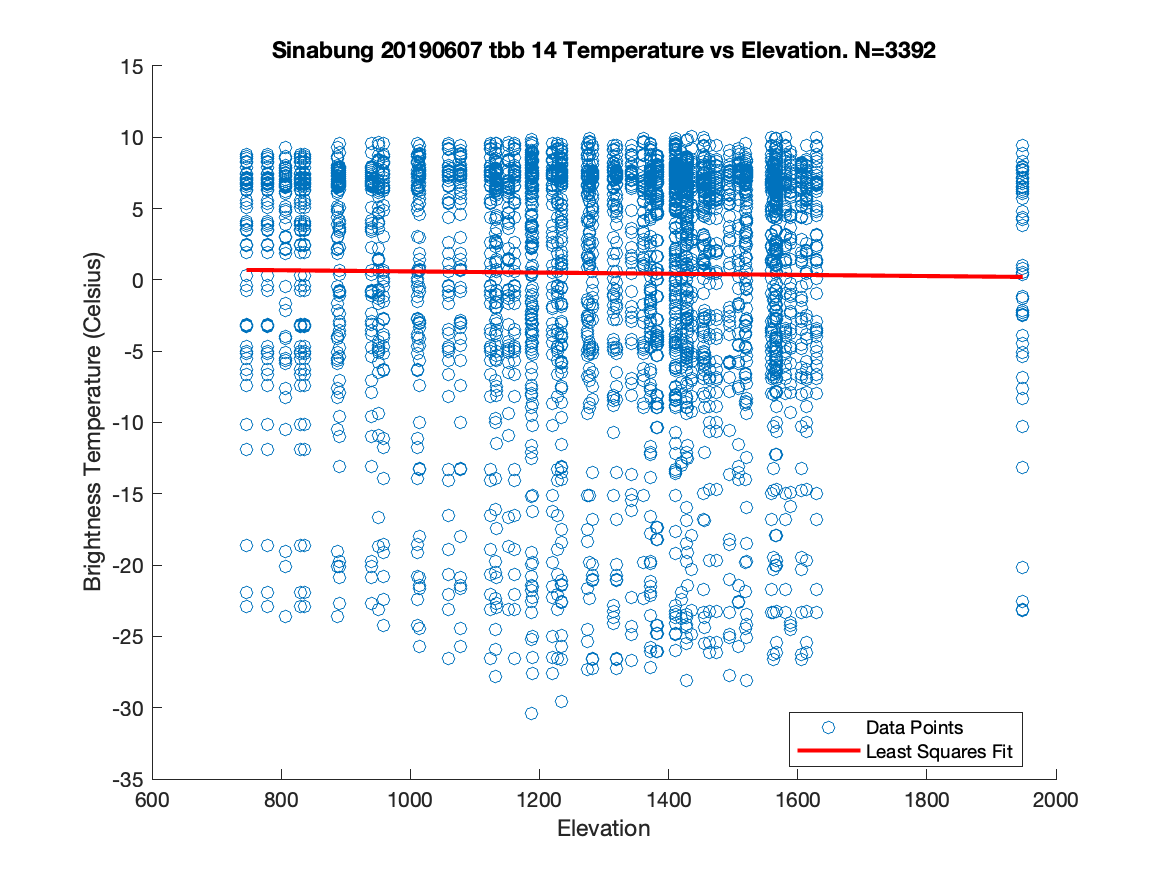 Sinabung 20190607 tbb 14 Temperature vs Elevation. N=3392
15
10
5
0
-5
-10
-15
-20
-25
-30
-35
Brightness Temperature (Celsius)
Data Points
Least Squares Fit
600 800 1000 1200 1400 1600 1800 2000
Elevation